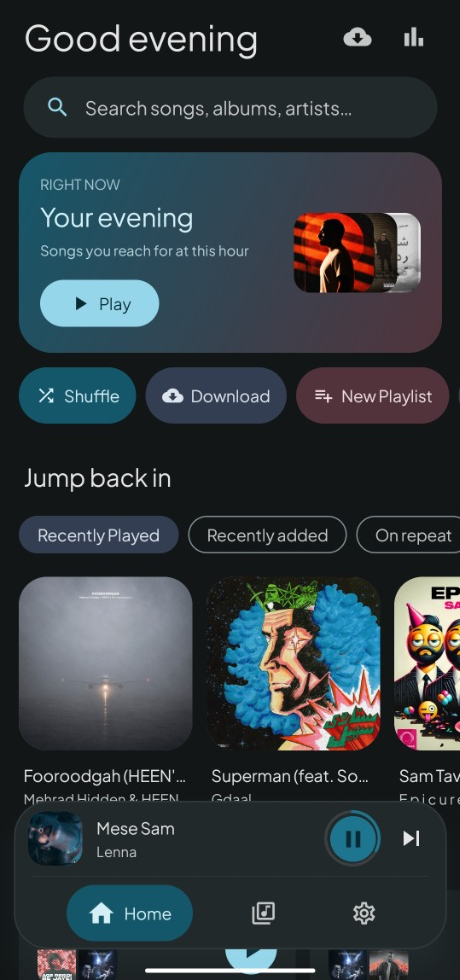 Good evening
Search songs, albums, artists...
RIGHT NOW
Your evening
Songs you reach for at this hour
Play
Shuffle
Download
New Playlist
Jump back in
Recently Played
Recently added
On repeat
EP
SA
Fooroodgah (HEEN'...
Superman (feat. So...
Sam Tav
Mehrad Hidden & HEEN
Gdaal
Epicure
Mese Sam
Lenna
Home